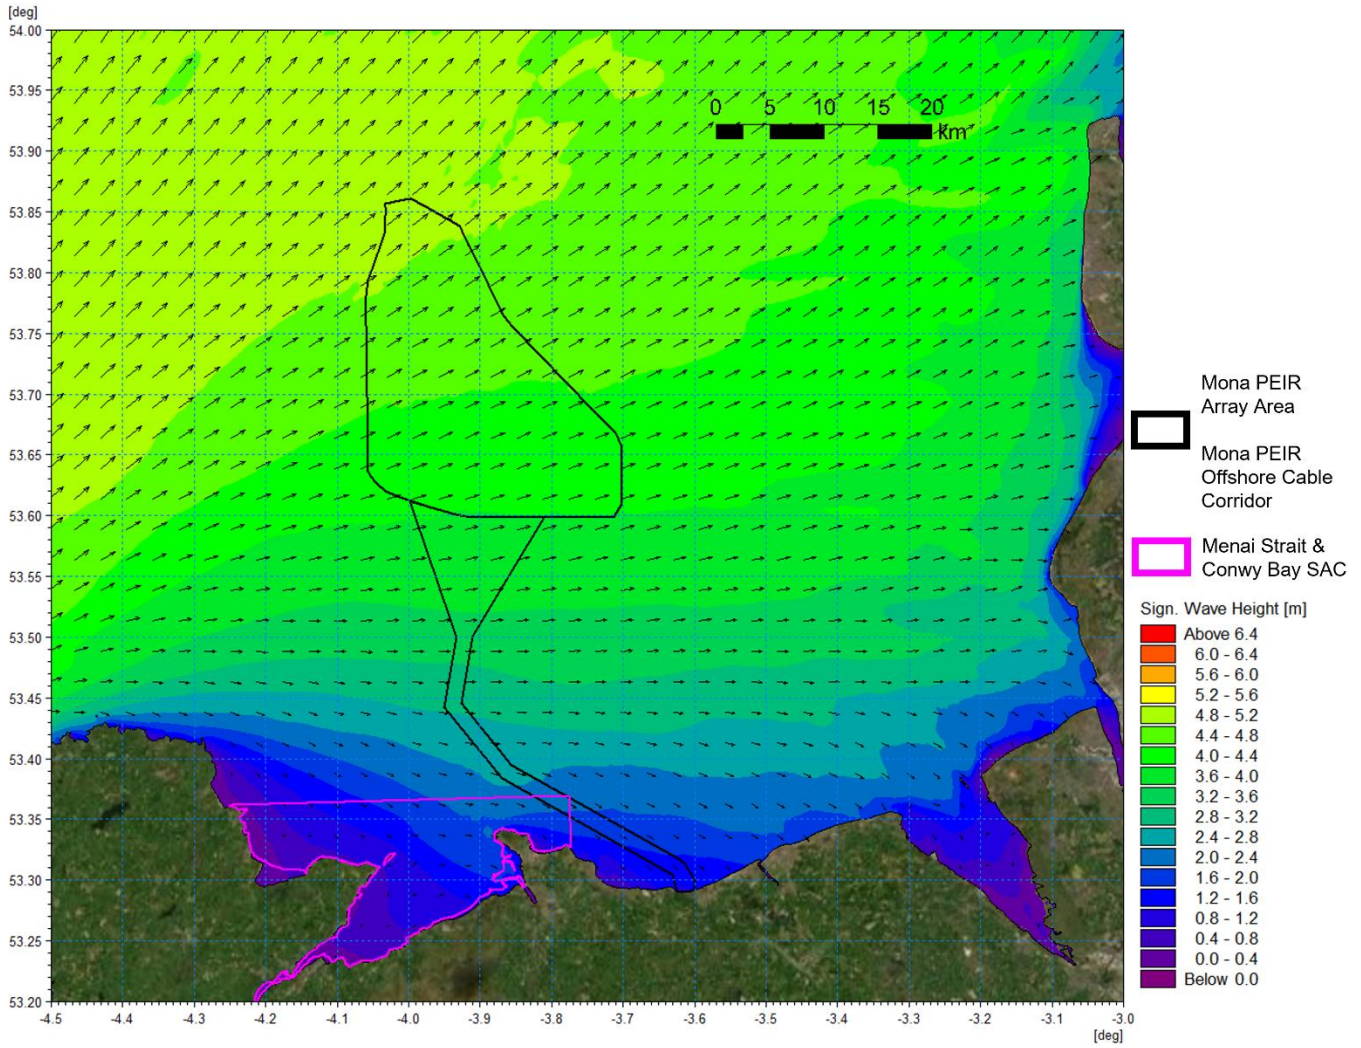 [deg]
54.00
53.95
53.90
53.85
53.80
53.75
53.70
53.65
53.60
53.55
53.50
53.45
53.40
53.35
53.30
53.25
53.20
-4.5 -4.4 -4.3 -4.2 -4.1 -4.0 -3.9 -3.8 -3.7 -3.6 -3.5 -3.4 -3.3 -3.2 -3.1 -3.0
[deg]
0 5 10 15 20
km
Mona PEIR
Array Area
Mona PEIR
Offshore Cable
Corridor
Menai Strait &
Conwy Bay SAC
Sign. Wave Height [m]
Above 6.4
6.0 - 6.4
5.6 - 6.0
5.2 - 5.6
4.8 - 5.2
4.4 - 4.8
4.0 - 4.4
3.6 - 4.0
3.2 - 3.6
2.8 - 3.2
2.4 - 2.8
2.0 - 2.4
1.6 - 2.0
1.2 - 1.6
0.8 - 1.2
0.4 - 0.8
0.0 - 0.4
Below 0.0